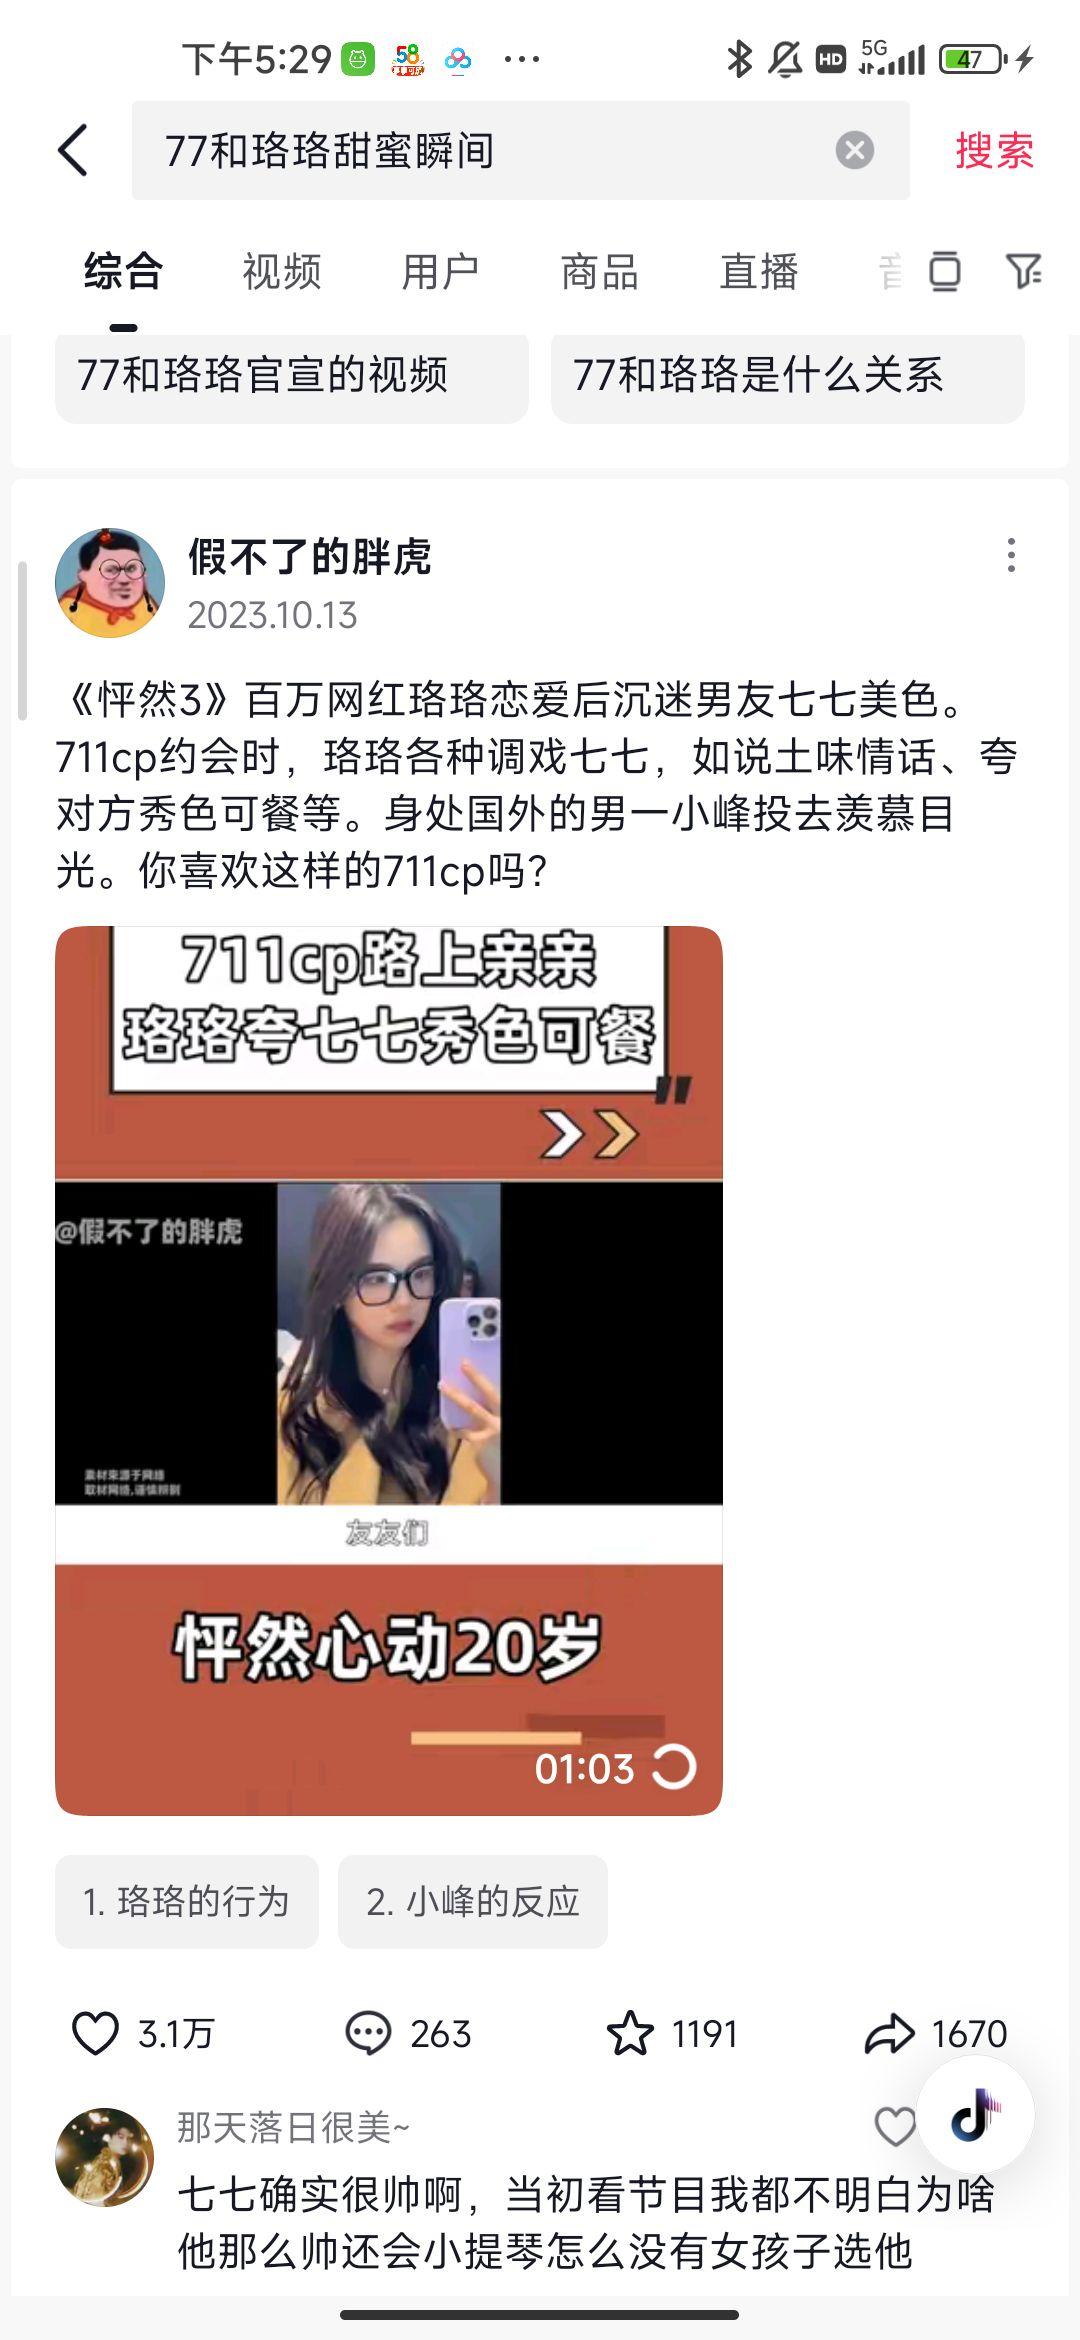 下午5:29
58
HD
5G
47
77和珞珞甜蜜瞬间
搜索
综合
视频
用户
商品
直播
77和珞珞官宣的视频
77和珞珞是什么关系
假不了的胖虎
2023.10.13
《怦然3》百万网红珞珞恋爱后沉迷男友七七美色。
711cp约会时，珞珞各种调戏七七，如说土味情话、夸
对方秀色可餐等。身处国外的男一小峰投去羡慕目
光。你喜欢这样的711cp吗？
711cp路上亲亲
珞珞夸七七秀色可餐
@假不了的胖虎
素材来源于网络
取材网络,谨慎辨别
友友们
怦然心动20岁
01:03
1. 珞珞的行为
2. 小峰的反应
3.1万
263
1191
1670
那天落日很美~
七七确实很帅啊，当初看节目我都不明白为啥
他那么帅还会小提琴怎么没有女孩子选他